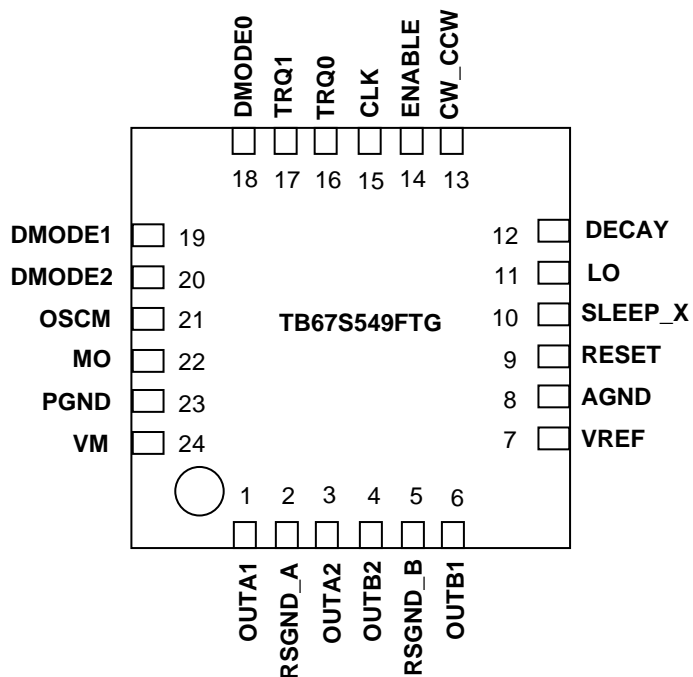 DMODE0
TRQ1
TRQ0
CLK
ENABLE
CW_CCW
18 17 16 15 14 13
DMODE1 19
DMODE2 20
OSCM 21
MO 22
PGND 23
VM 24
TB67S549FTG
12 DECAY
11 LO
10 SLEEP_X
9 RESET
8 AGND
7 VREF
1 2 3 4 5 6
OUTA1
RSGND_A
OUTA2
OUTB2
RSGND_B
OUTB1